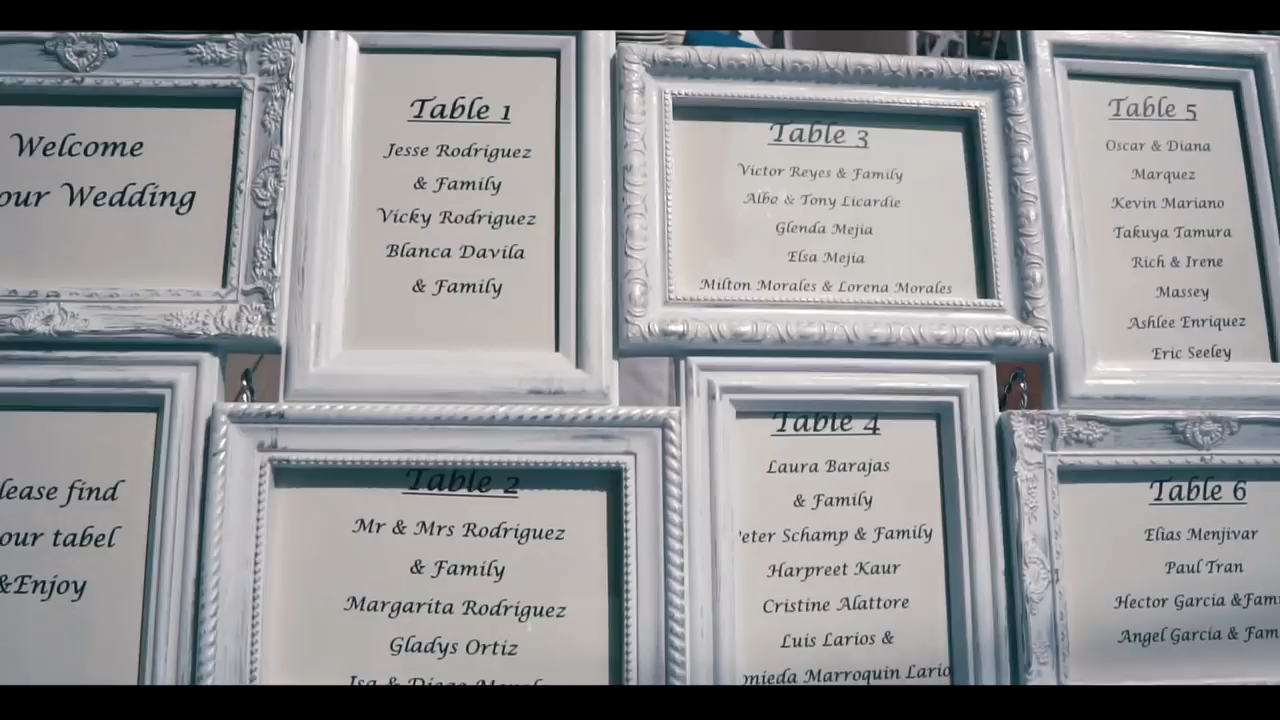 Welcome
our Wedding
Table 1
Jesse Rodriguez
& Family
Vicky Rodriguez
Blanca Davila
& Family
Table 3
Victor Reyes & Family
Alba & Tony Licardie
Glenda Mejia
Elsa Mejia
Milton Morales & Lorena Morales
Table 5
Oscar & Diana
Marquez
Kevin Mariano
Takuya Tamura
Rich & Irene
Massey
Ashlee Enriquez
Eric Seeley
lease find
our tabel
&Enjoy
Table 2
Mr & Mrs Rodriguez
& Family
Margarita Rodriguez
Gladys Ortiz
Table 4
Laura Barajas
& Family
eter Schamp & Family
Harpreet Kaur
Cristine Alattore
Luis Larios &
Marroquin Lario
Table 6
Elias Menjivar
Paul Tran
Hector Garcia &Fam
Angel Garcia & Fam